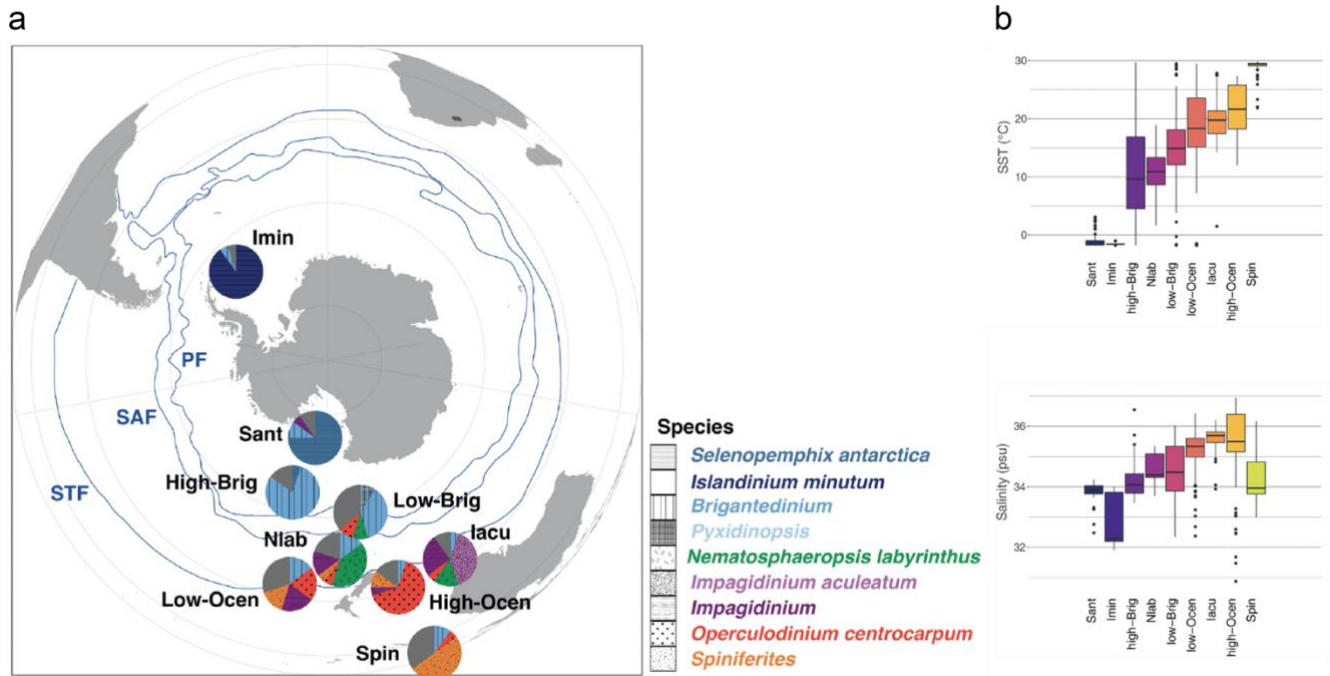 a
Imin
PF
SAF
Sant
STF
High-Brig
Low-Brig
Nlab
Iacu
Low-Ocen
High-Ocen
Spin
Species
Selenopemphix antarctica
Islandinium minutum
Brigantedinium
Pyxidinopsis
Nematosphaeropsis labyrinthus
Impagidinium aculeatum
Impagidinium
Operculodinium centrocarpum
Spiniferites
b
SST (°C)
30
20
10
0
Sant
Imin
high-Brig
Nlab
low-Brig
low-Ocen
Iacu
high-Ocen
Spin
Salinity (psu)
36
34
32
Sant
Imin
high-Brig
Nlab
low-Brig
low-Ocen
Iacu
high-Ocen
Spin